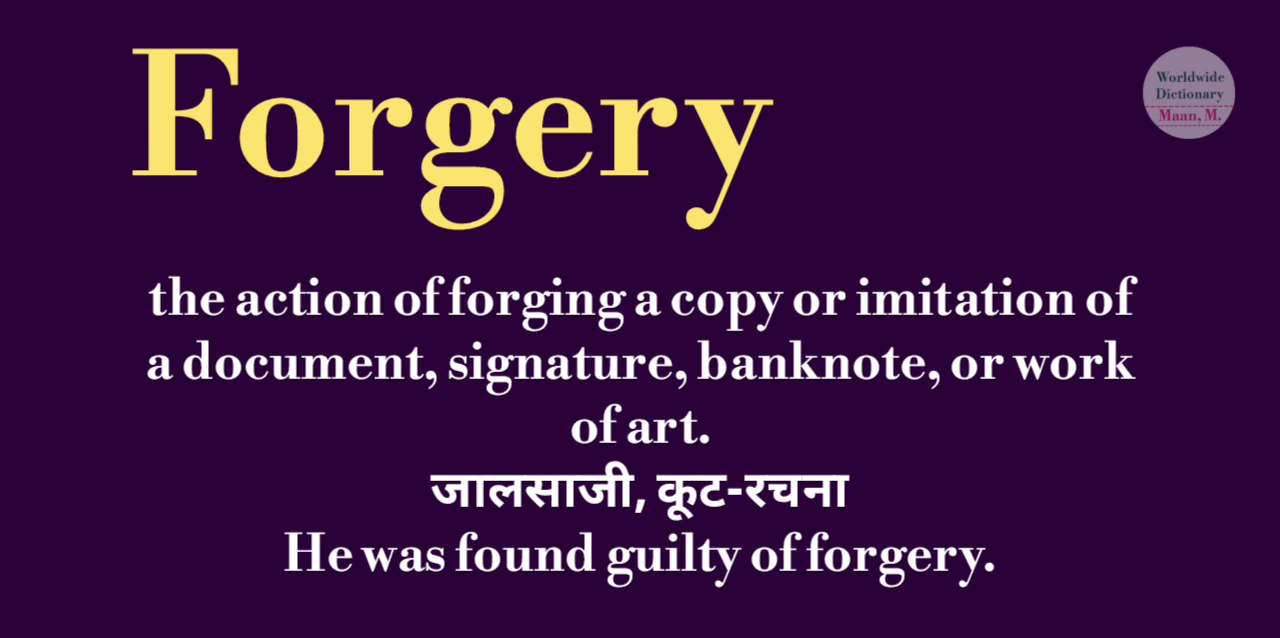 Forgery
Worldwide
Dictionary
Maan, M.
the action of forging a copy or imitation of
a document, signature, banknote, or work
of art.
जालसाजी, कूट-रचना
He was found guilty of forgery.